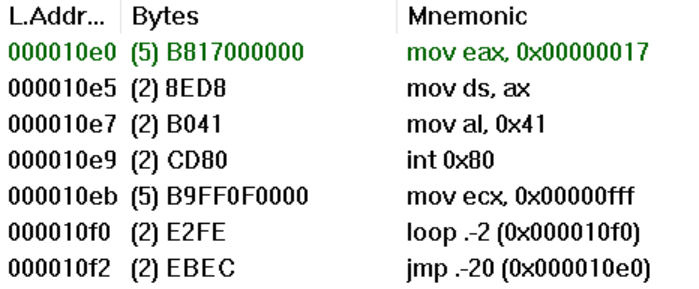 L.Addr... Bytes Mnemonic
000010e0 (5) B817000000 mov eax, 0x00000017
000010e5 (2) 8ED8 mov ds, ax
000010e7 (2) B041 mov al, 0x41
000010e9 (2) CD80 int 0x80
000010eb (5) B9FF0F0000 mov ecx, 0x00000fff
000010f0 (2) E2FE loop .-2 (0x000010f0)
000010f2 (2) EBEC jmp .-20 (0x000010e0)